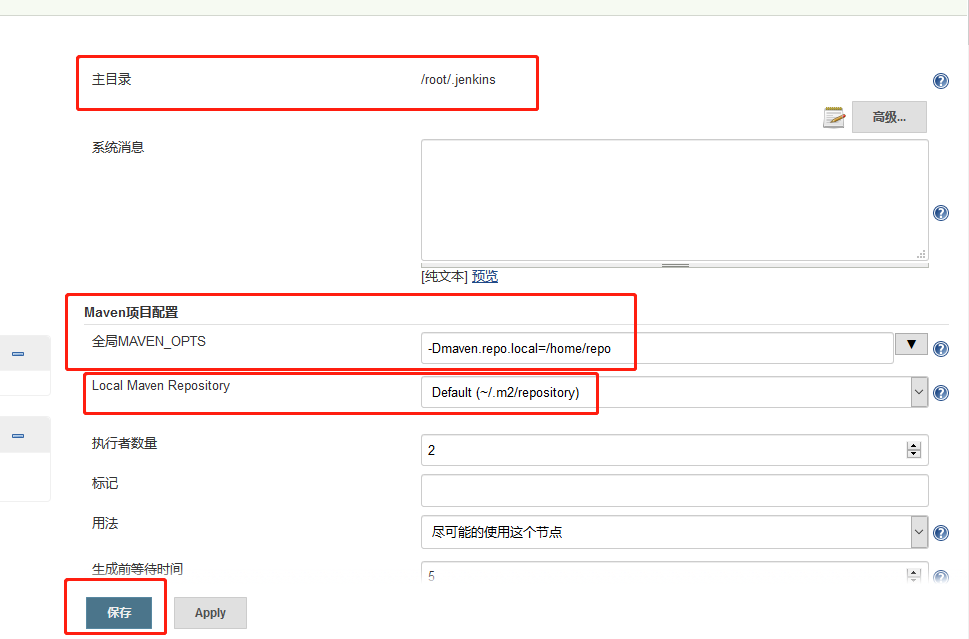 主目录 /root/.jenkins
高级...
系统消息
[纯文本] 预览
Maven项目配置
全局MAVEN_OPTS -Dmaven.repo.local=/home/repo
Local Maven Repository Default (~/.m2/repository)
执行者数量 2
标记
用法 尽可能的使用这个节点
生成前等待时间 5
保存 Apply